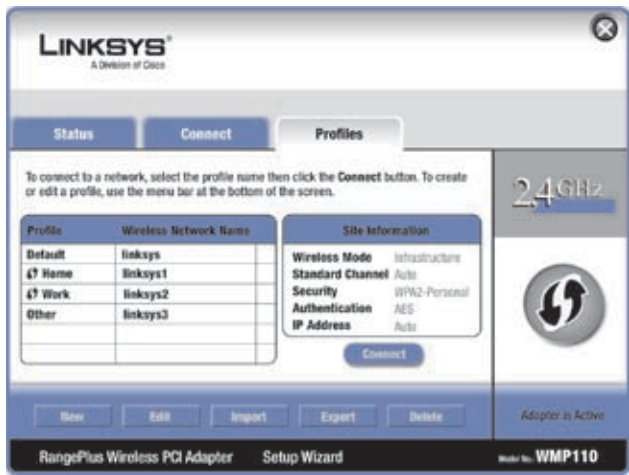 LINKSYS®
A Division of Cisco
Status
Connect
Profiles
To connect to a network, select the profile name then click the Connect button. To create
or edit a profile, use the menu bar at the bottom of the screen.
2.4GHz
Profile Wireless Network Name
Default linksys
Home linksys1
Work linksys2
Other linksys3
Site Information
Wireless Mode Infrastructure
Standard Channel Auto
Security WPA2-Personal
Authentication AES
IP Address Auto
Connect
New
Edit
Import
Export
Delete
Adapter is Active
RangePlus Wireless PCI Adapter Setup Wizard
Model No. WMP110